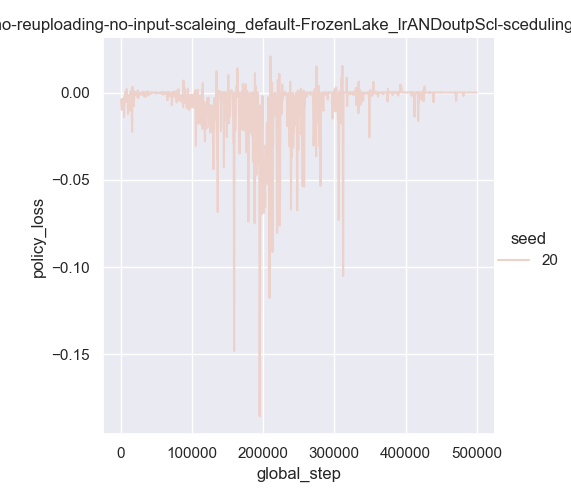 no-reuploading-no-input-scaleing_default-FrozenLake_lrANDoutpScl-sceduling
0.00
−0.05
−0.10
−0.15
policy_loss
0
100000
200000
300000
400000
500000
global_step
seed
20